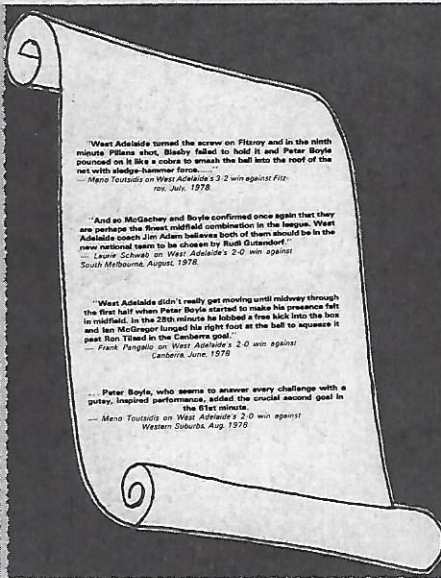 "West Adelaide turned the screw on Fitzroy and in the ninth
minute Pillans shot, Blasby failed to hold it and Peter Boyle
pounced on it like a cobra to smash the ball into the roof of the
net with sledge-hammer force....."
— Meno Toutsidis on West Adelaide's 3-2 win against Fitz-
roy, July, 1978.
"And so McGachey and Boyle confirmed once again that they
are perhaps the finest midfield combination in the league. West
Adelaide coach Jim Adam believes both of them should be in the
new national team to be chosen by Rudi Gutendorf."
— Laurie Schwab on West Adelaide's 2-0 win against
South Melbourne, August, 1978.
"West Adelaide didn't really get moving until midway through
the first half when Peter Boyle started to make his presence felt
in midfield. In the 28th minute he lobbed a free kick into the box
and Ian McGregor lunged his right foot at the ball to squeeze it
past Ron Tilsed in the Canberra goal."
— Frank Pangallo on West Adelaide's 2-0 win against
Canberra, June, 1978
... Peter Boyle, who seems to answer every challenge with a
gutsy, inspired performance, added the crucial second goal in
the 61st minute.
— Meno Toutsidis on West Adelaide's 2-0 win against
Western Suburbs, Aug. 1978